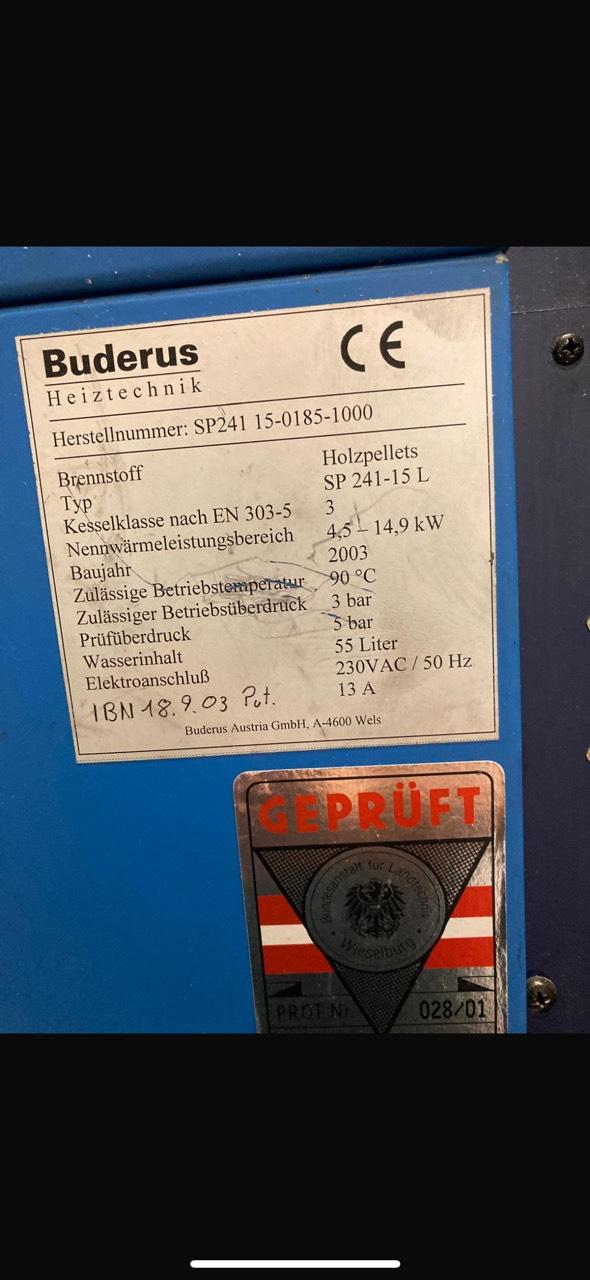 Buderus
Heiztechnik
CE
Herstellnummer: SP241 15-0185-1000
Brennstoff Holzpellets
Typ SP 241-15 L
Kesselklasse nach EN 303-5 3
Nennwärmeleistungsbereich 4,5 – 14,9 kW
Baujahr 2003
Zulässige Betriebstemperatur 90 °C
Zulässiger Betriebsüberdruck 3 bar
Prüfüberdruck 5 bar
Wasserinhalt 55 Liter
Elektroanschluß 230VAC / 50 Hz
13 A
IBN 18.9.03
Buderus Austria GmbH, A-4600 Wels
GEPRÜFT
Bundesanstalt für Landtechnik
Wieselburg
PROT Nr 028/01